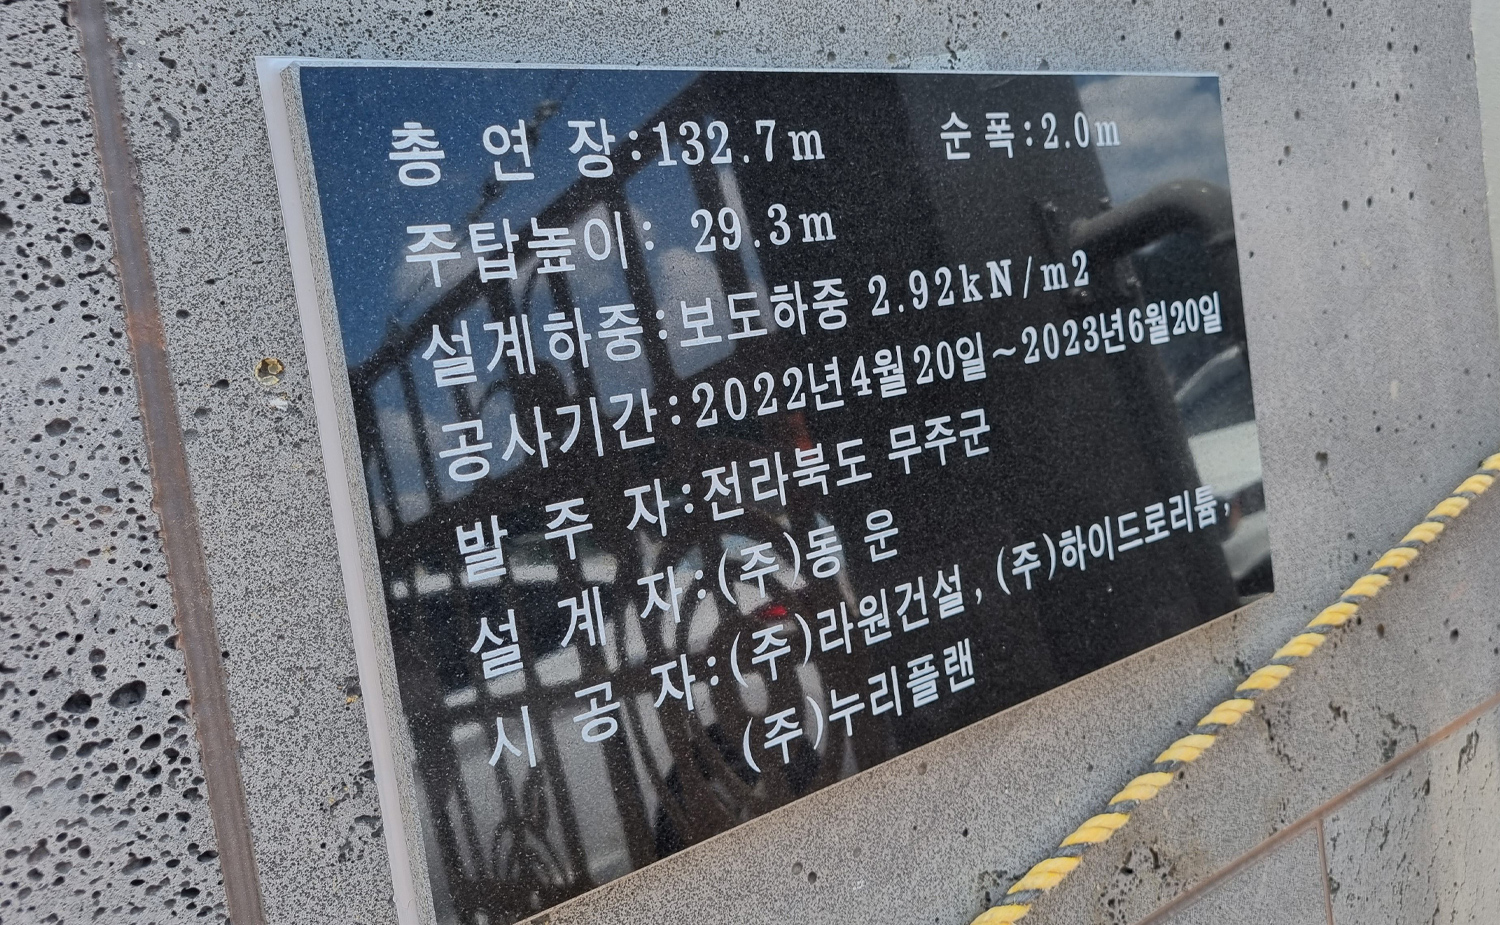 총 연 장:132.7m 순폭:2.0m
주탑높이: 29.3m
설계하중:보도하중 2.92kN/m2
공사기간:2022년4월20일~2023년6월20일
발 주 자:전라북도 무주군
설 계 자:(주)동 운
시 공 자:(주)라원건설, (주)하이드로리튬,
(주)누리플랜